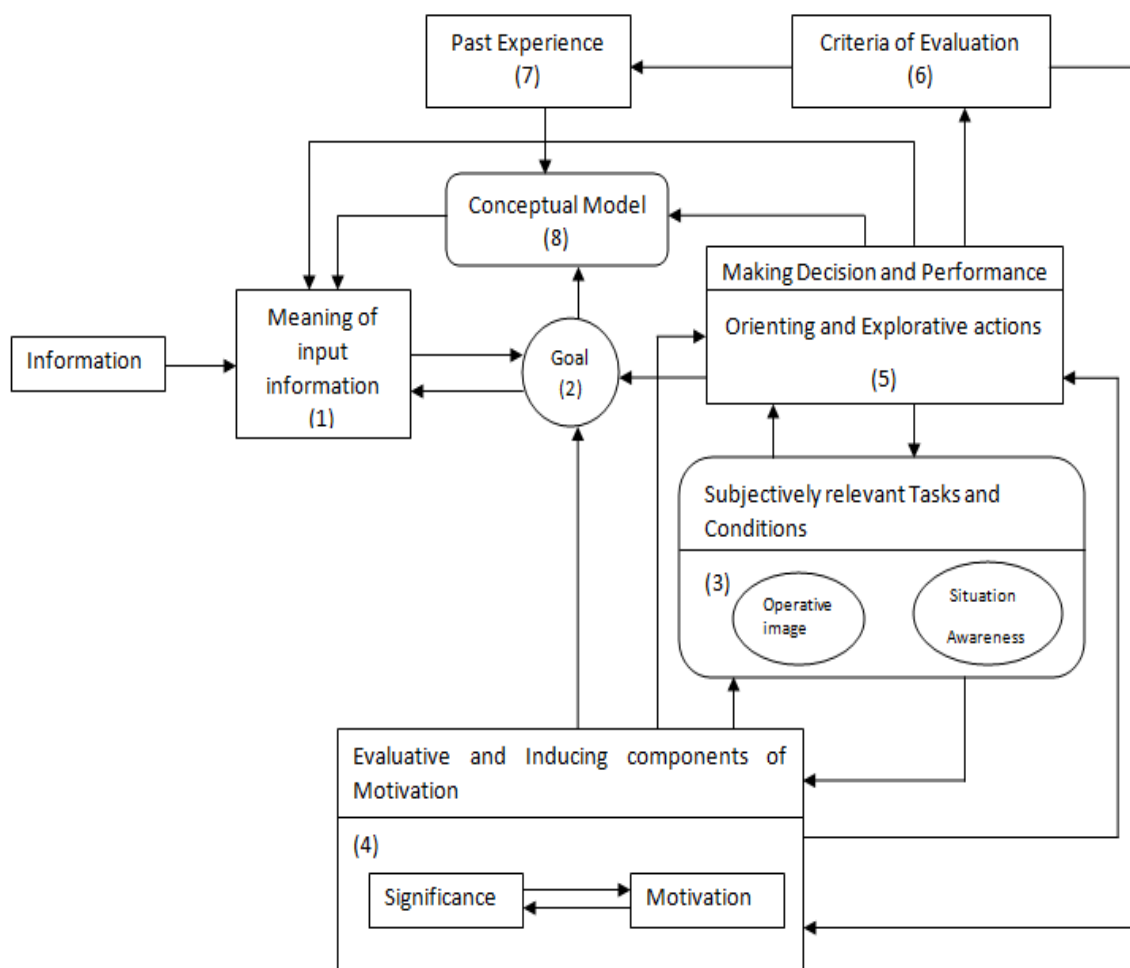 Past Experience
(7)
Criteria of Evaluation
(6)
Conceptual Model
(8)
Making Decision and Performance
Orienting and Explorative actions
(5)
Information
Meaning of
input
information
(1)
Goal
(2)
Subjectively relevant Tasks and
Conditions
(3)
Operative
image
Situation
Awareness
Evaluative and Inducing components of
Motivation
(4)
Significance
Motivation